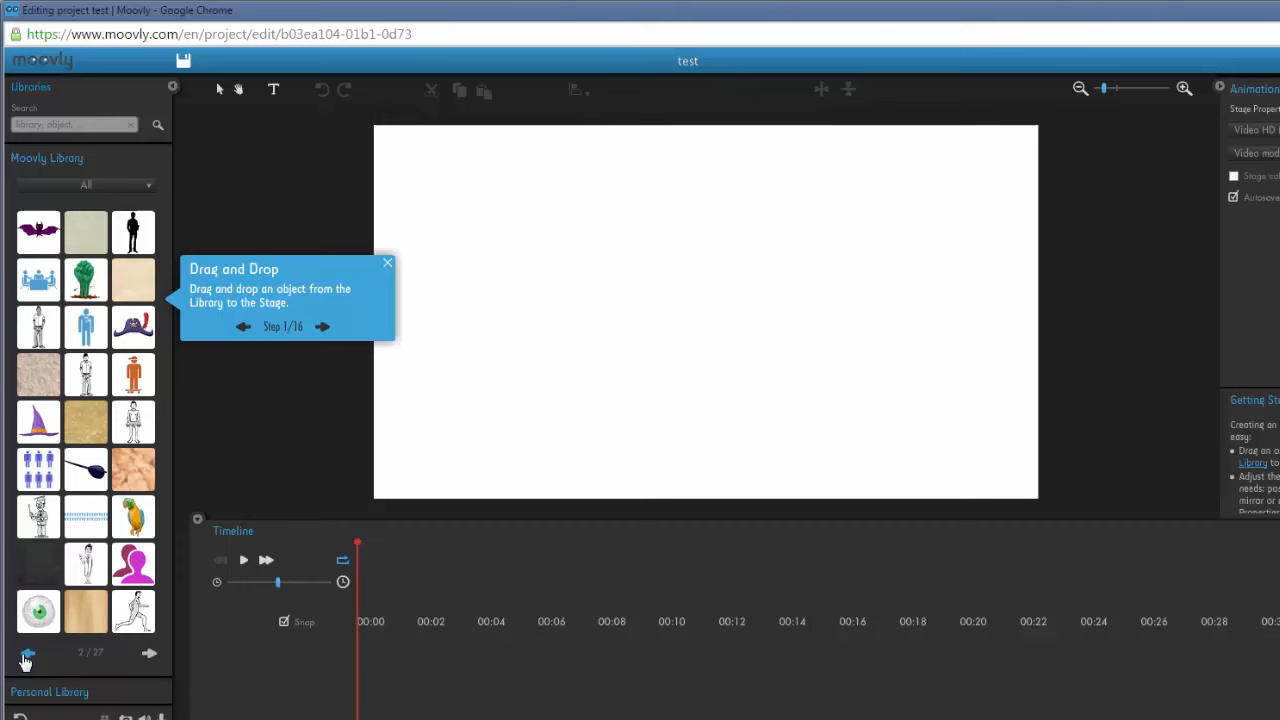 Editing project test | Moovly - Google Chrome
https://www.moovly.com/en/project/edit/b03ea104-01b1-0d73
moovly
test
Libraries
Search
library, object, ...
Moovly Library
All
Drag and Drop
Drag and drop an object from the
Library to the Stage.
Step 1/16
2 / 27
Personal Library
Timeline
Snap
00:00 00:02 00:04 00:06 00:08 00:10 00:12 00:14 00:16 00:18 00:20 00:22 00:24 00:26 00:28
Animation
Stage Proper
Video HD
Video mod
Stage col
Autosave
Getting St
Creating an
easy:
Drag an o
Library to
Adjust the
needs: pos
mirror or
Properties